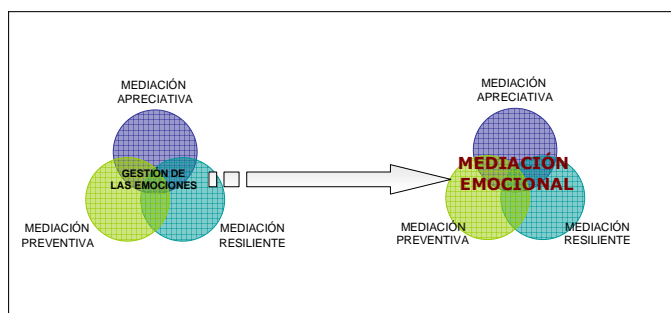 MEDIACIÓN
APRECIATIVA
GESTIÓN DE
LAS EMOCIONES
MEDIACIÓN
PREVENTIVA
MEDIACIÓN
RESILIENTE
MEDIACIÓN
APRECIATIVA
MEDIACIÓN
EMOCIONAL
MEDIACIÓN
PREVENTIVA
MEDIACIÓN
RESILIENTE